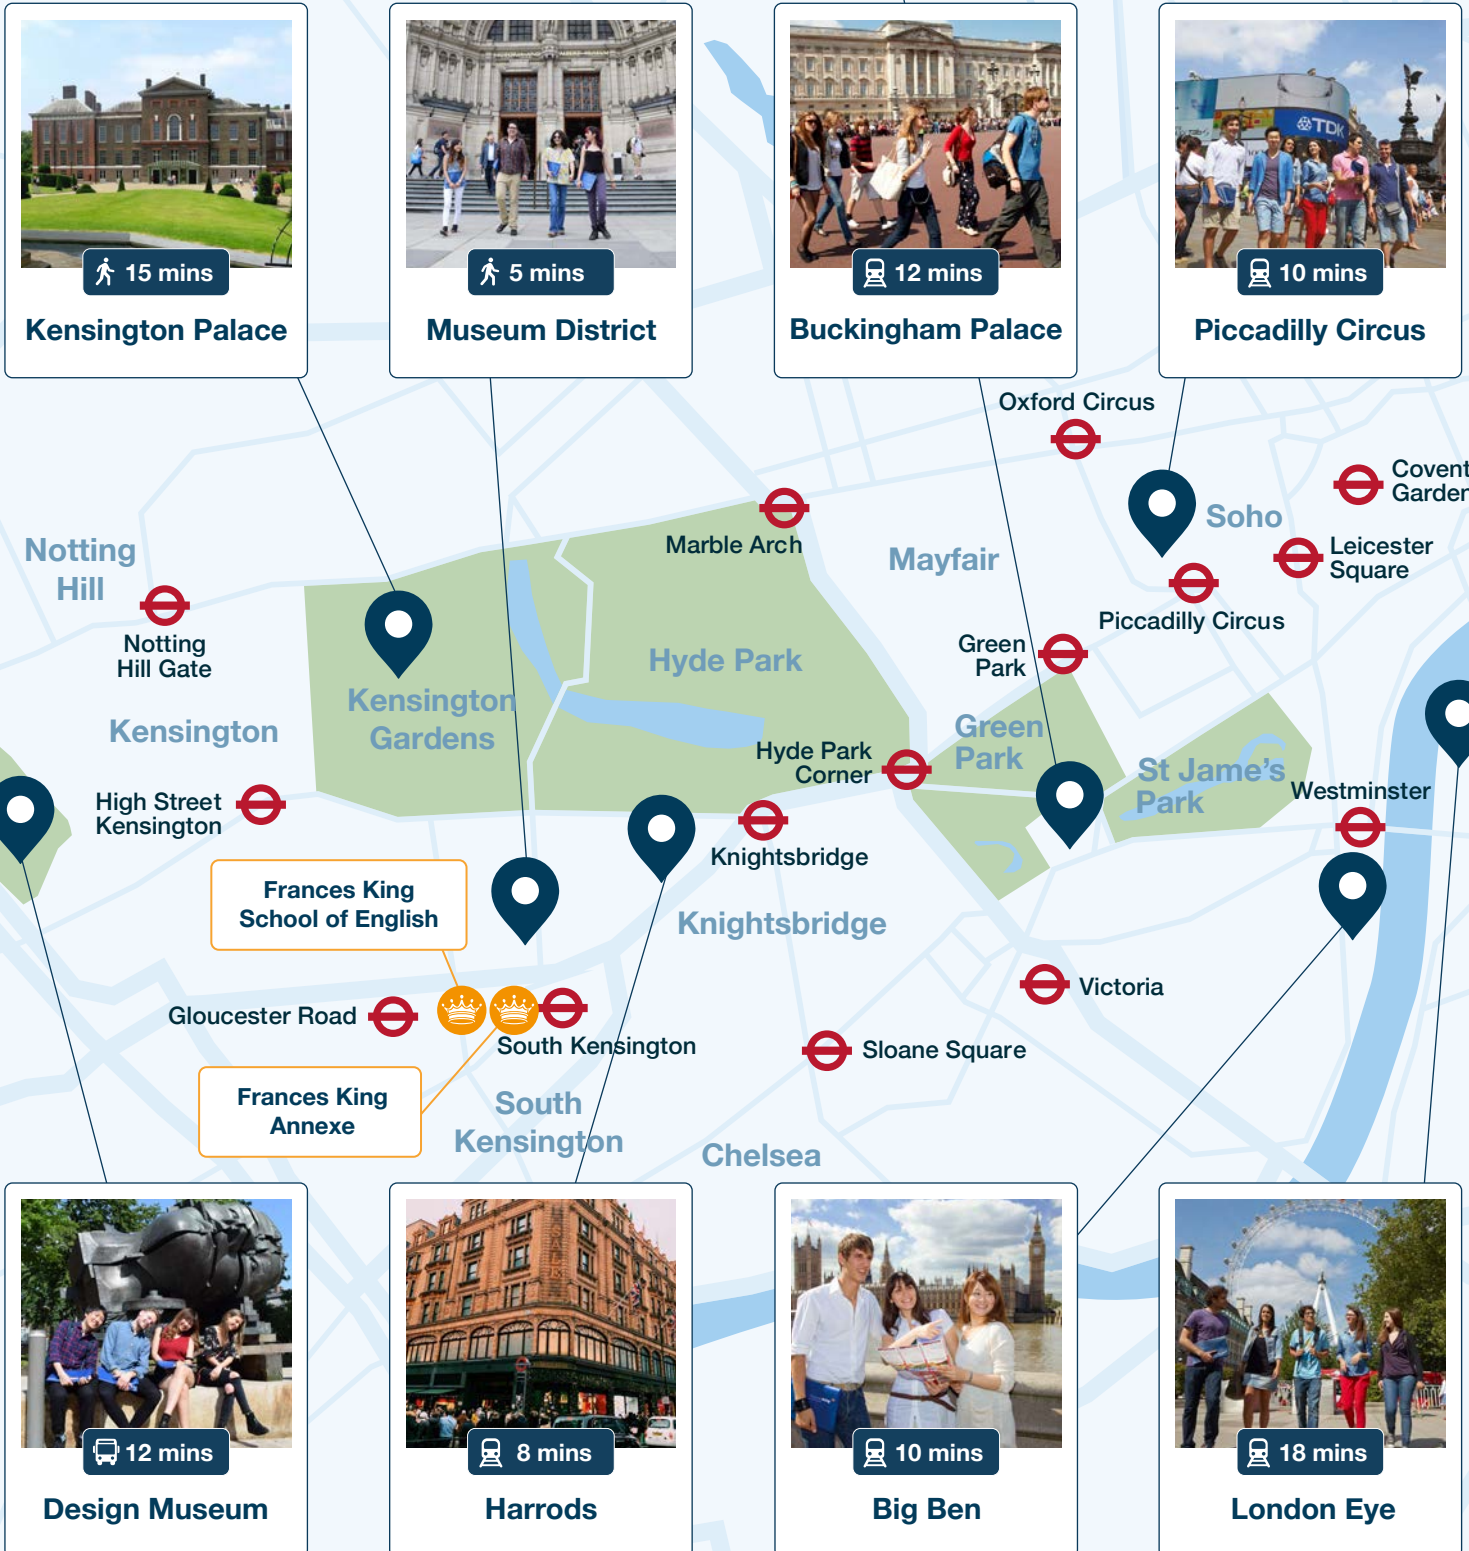 15 mins
Kensington Palace
5 mins
Museum District
12 mins
Buckingham Palace
TDK
10 mins
Piccadilly Circus
Oxford Circus
Covent
Garden
Soho
Marble Arch
Leicester
Square
Mayfair
Notting
Hill
Piccadilly Circus
Notting
Hill Gate
Green
Park
Hyde Park
Kensington
Gardens
Kensington
Green
Park
Hyde Park
Corner
St Jame's
Park
Westminster
High Street
Kensington
Knightsbridge
Frances King
School of English
Knightsbridge
Victoria
Gloucester Road
South Kensington
Sloane Square
Frances King
Annexe
South
Kensington
Chelsea
12 mins
Design Museum
8 mins
Harrods
10 mins
Big Ben
18 mins
London Eye